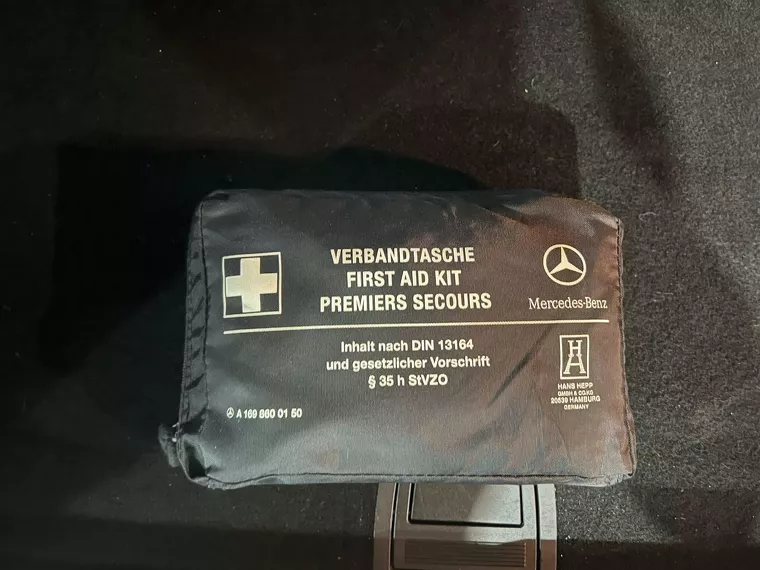 VERBANDTASCHE
FIRST AID KIT
PREMIERS SECOURS
Mercedes-Benz
Inhalt nach DIN 13164
und gesetzlicher Vorschrift
§ 35 h StVZO
A 169 860 01 50
HANS HEPP
GMBH & CO.KG
20539 HAMBURG
GERMANY